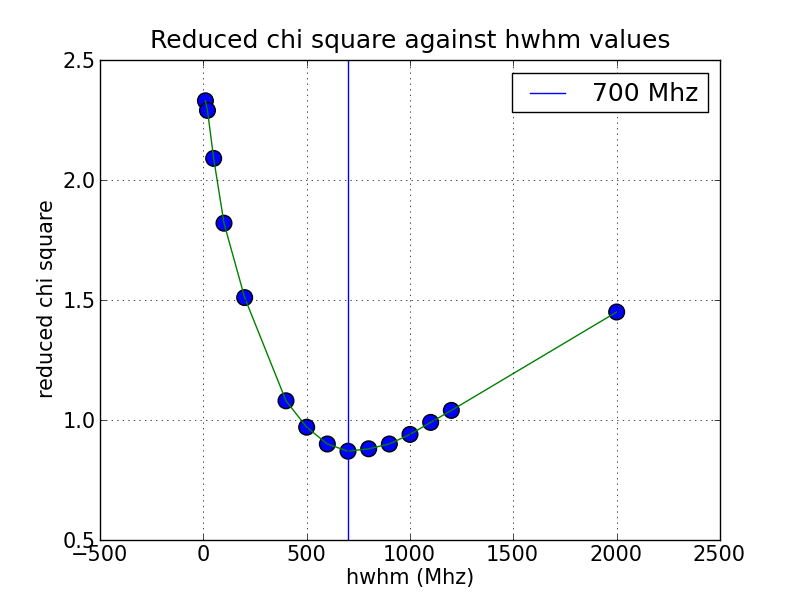 Reduced chi square against hwhm values
700 Mhz
2.5
2.0
1.5
1.0
0.5
reduced chi square
−500 0 500 1000 1500 2000 2500
hwhm (Mhz)